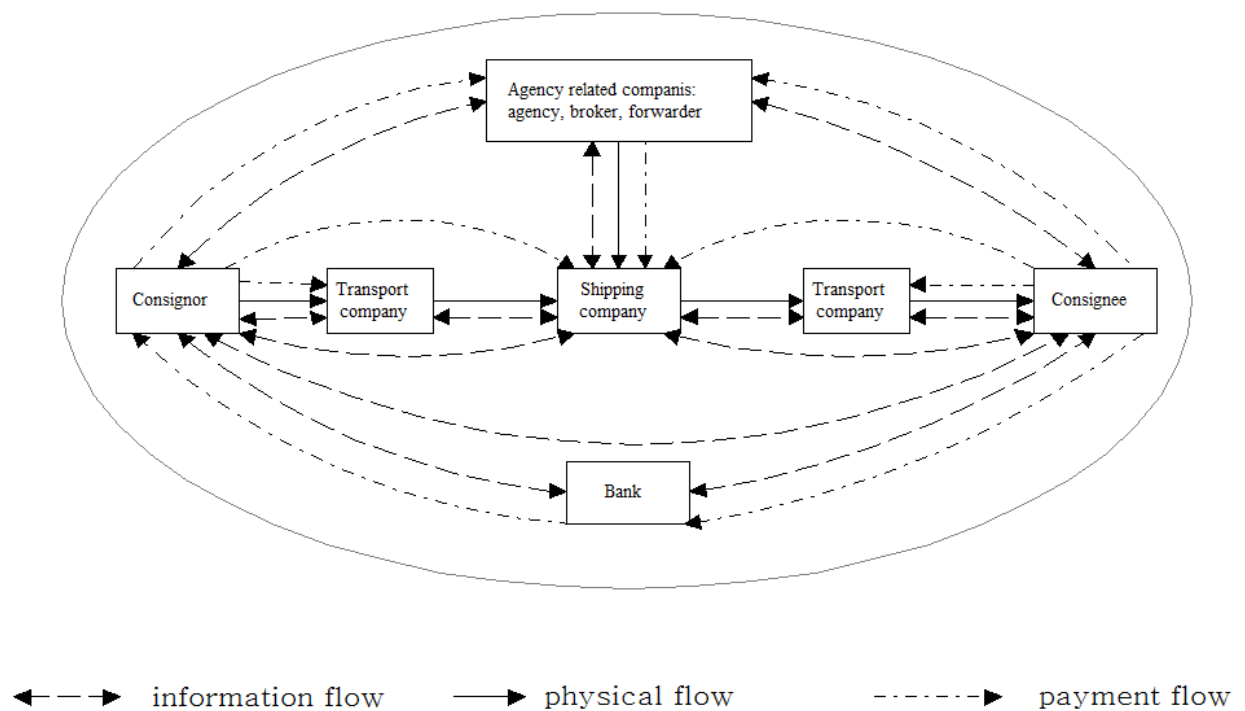 Agency related companis:
agency, broker, forwarder
Consignor
Transport
company
Shipping
company
Transport
company
Consignee
Bank
information flow
physical flow
payment flow